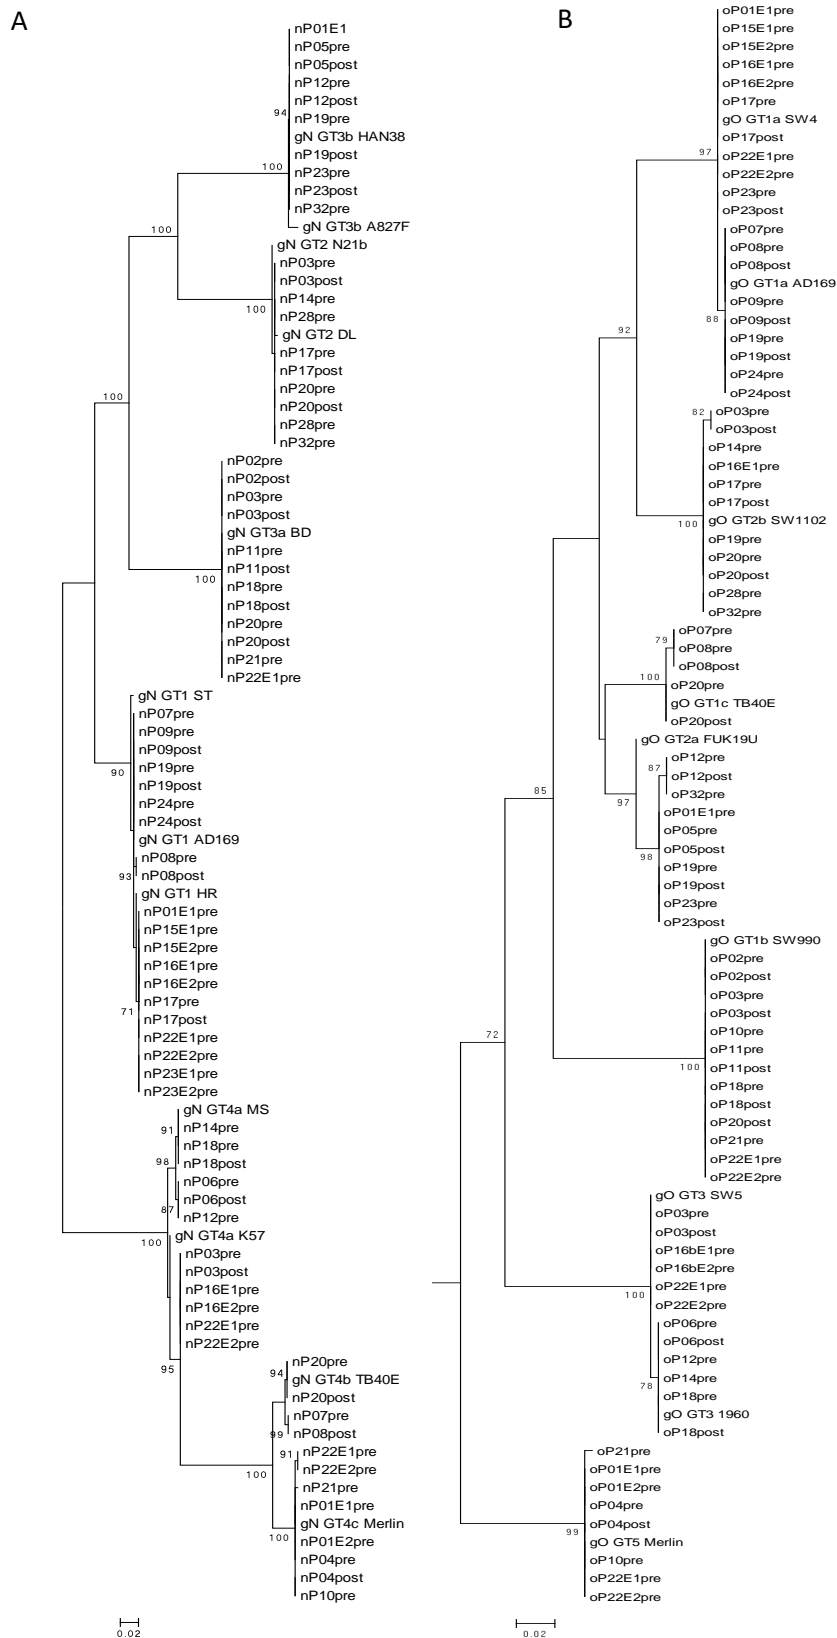 A
nP01E1
nP05pre
nP05post
nP12pre
nP12post
94
nP19pre
gN GT3b HAN38
nP19post
100
nP23pre
nP23post
nP32pre
gN GT3b A827F
100
gN GT2 N21b
nP03pre
nP03post
nP14pre
100
nP28pre
gN GT2 DL
nP17pre
nP17post
nP20pre
100
nP20post
nP28pre
nP32pre
nP02pre
nP02post
nP03pre
nP03post
gN GT3a BD
nP11pre
nP11post
100
nP18pre
nP18post
nP20pre
nP20post
nP21pre
nP22E1pre
gN GT1 ST
nP07pre
nP09pre
nP09post
90
nP19pre
nP19post
nP24pre
nP24post
gN GT1 AD169
nP08pre
93
nP08post
gN GT1 HR
nP01E1pre
nP15E1pre
nP15E2pre
nP16E1pre
nP16E2pre
nP17pre
71
nP17post
nP22E1pre
nP22E2pre
nP23E1pre
nP23E2pre
gN GT4a MS
91
nP14pre
nP18pre
98
nP18post
nP06pre
nP06post
87
nP12pre
100
gN GT4a K57
nP03pre
nP03post
nP16E1pre
nP16E2pre
nP22E1pre
nP22E2pre
95
nP20pre
94
gN GT4b TB40E
nP20post
nP07pre
99
nP08post
91
nP22E1pre
nP22E2pre
100
nP21pre
nP01E1pre
gN GT4c Merlin
100
nP01E2pre
nP04pre
nP04post
nP10pre
0.02
B
oP01E1pre
oP15E1pre
oP15E2pre
oP16E1pre
oP16E2pre
oP17pre
gO GT1a SW4
oP17post
97
oP22E1pre
oP22E2pre
oP23pre
oP23post
oP07pre
oP08pre
oP08post
gO GT1a AD169
oP09pre
88
oP09post
92
oP19pre
oP19post
oP24pre
oP24post
82
oP03pre
oP03post
oP14pre
oP16E1pre
oP17pre
oP17post
100
gO GT2b SW1102
oP19pre
oP20pre
oP20post
oP28pre
oP32pre
oP07pre
79
oP08pre
oP08post
100
oP20pre
gO GT1c TB40E
oP20post
gO GT2a FUK19U
oP12pre
87
oP12post
85
oP32pre
97
oP01E1pre
oP05pre
oP05post
98
oP19pre
oP19post
oP23pre
oP23post
gO GT1b SW990
oP02pre
oP02post
oP03pre
oP03post
72
oP10pre
oP11pre
100
oP11post
oP18pre
oP18post
oP20post
oP21pre
oP22E1pre
oP22E2pre
gO GT3 SW5
oP03pre
oP03post
oP16bE1pre
oP16bE2pre
oP22E1pre
100
oP22E2pre
oP06pre
oP06post
oP12pre
oP14pre
78
oP18pre
gO GT3 1960
oP18post
oP21pre
oP01E1pre
oP01E2pre
oP04pre
oP04post
99
gO GT5 Merlin
oP10pre
oP22E1pre
oP22E2pre
0.02